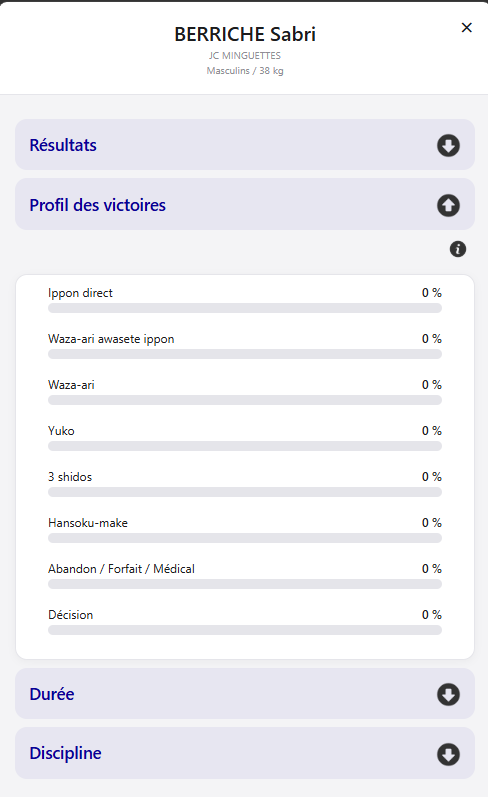 BERRICHE Sabri
JC MINGUETTES
Masculins / 38 kg
Résultats
Profil des victoires
Ippon direct 0 %
Waza-ari awasete ippon 0 %
Waza-ari 0 %
Yuko 0 %
3 shidos 0 %
Hansoku-make 0 %
Abandon / Forfait / Médical 0 %
Décision 0 %
Durée
Discipline